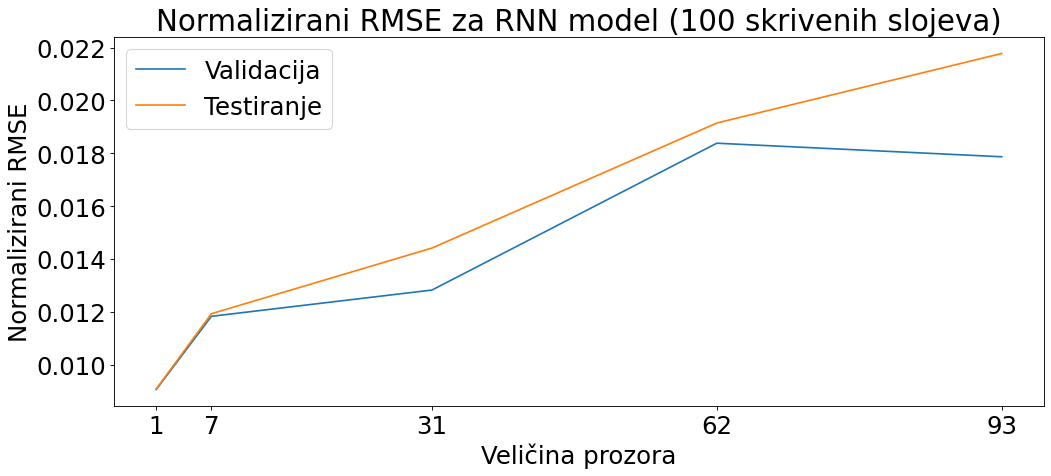 Normalizirani RMSE za RNN model (100 skrivenih slojeva)
Validacija
Testiranje
Normalizirani RMSE
0.022
0.020
0.018
0.016
0.014
0.012
0.010
1 7 31 62 93
Veličina prozora